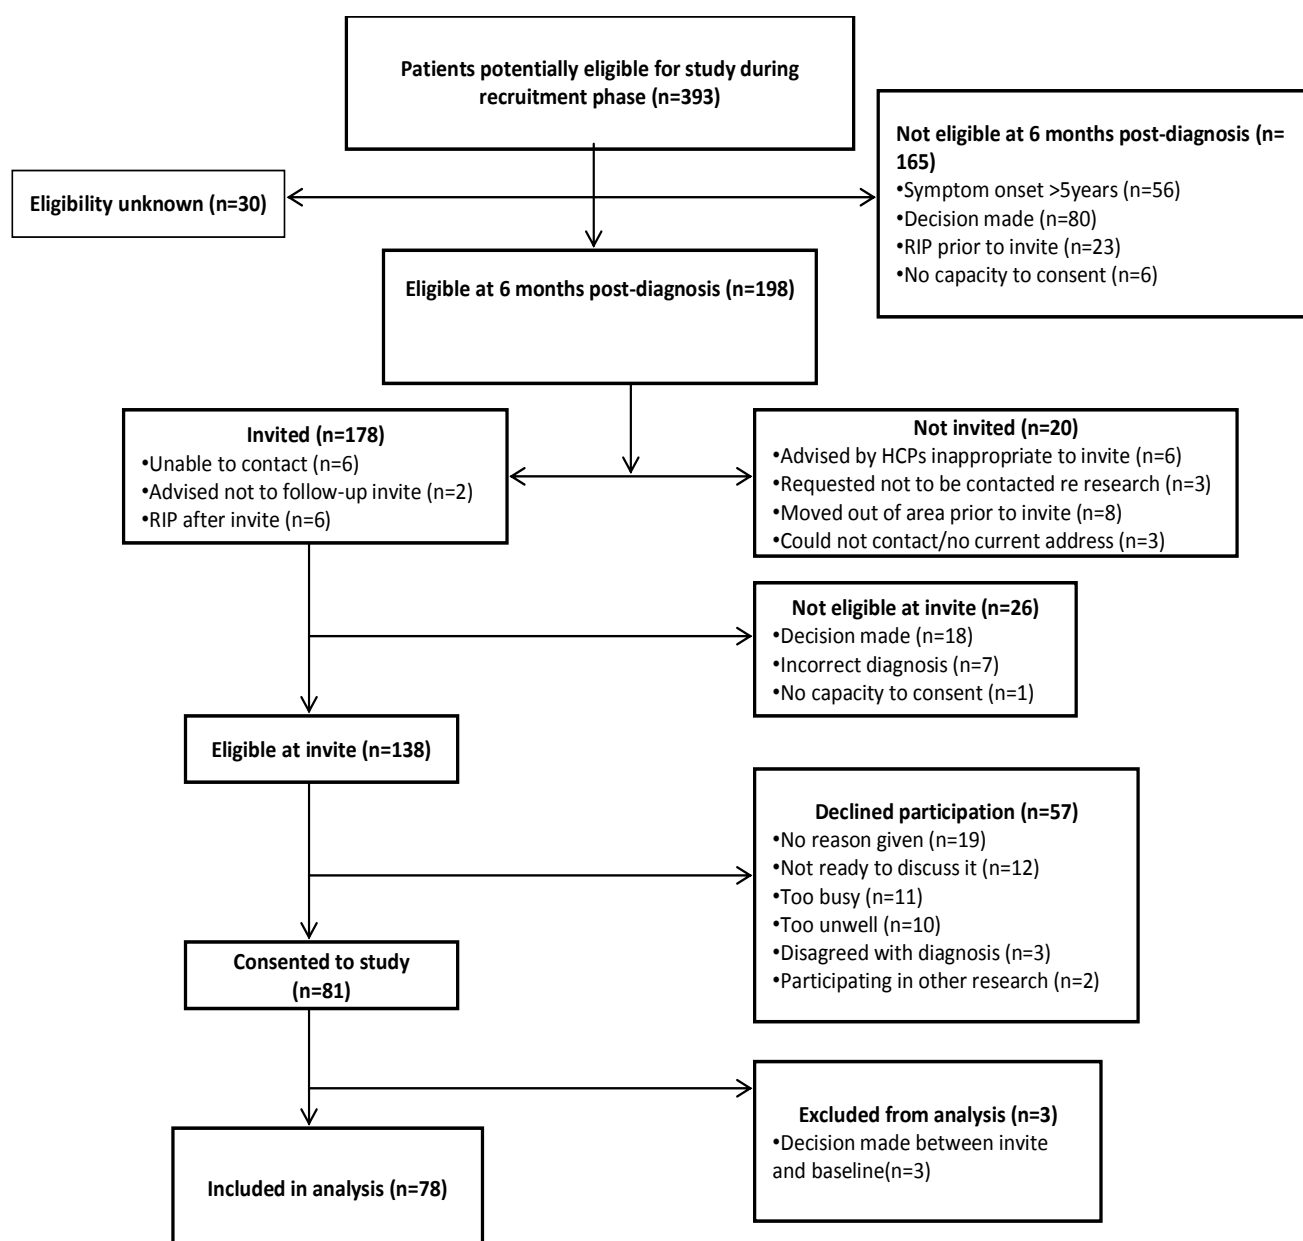 Patients potentially eligible for study during
recruitment phase (n=393)
Not eligible at 6 months post-diagnosis (n=
165)
•Symptom onset >5years (n=56)
•Decision made (n=80)
•RIP prior to invite (n=23)
•No capacity to consent (n=6)
Eligibility unknown (n=30)
Eligible at 6 months post-diagnosis (n=198)
Invited (n=178)
•Unable to contact (n=6)
•Advised not to follow-up invite (n=2)
•RIP after invite (n=6)
Not invited (n=20)
•Advised by HCPs inappropriate to invite (n=6)
•Requested not to be contacted re research (n=3)
•Moved out of area prior to invite (n=8)
•Could not contact/no current address (n=3)
Not eligible at invite (n=26)
•Decision made (n=18)
•Incorrect diagnosis (n=7)
•No capacity to consent (n=1)
Eligible at invite (n=138)
Declined participation (n=57)
•No reason given (n=19)
•Not ready to discuss it (n=12)
•Too busy (n=11)
•Too unwell (n=10)
•Disagreed with diagnosis (n=3)
•Participating in other research (n=2)
Consented to study
(n=81)
Excluded from analysis (n=3)
•Decision made between invite
and baseline(n=3)
Included in analysis (n=78)